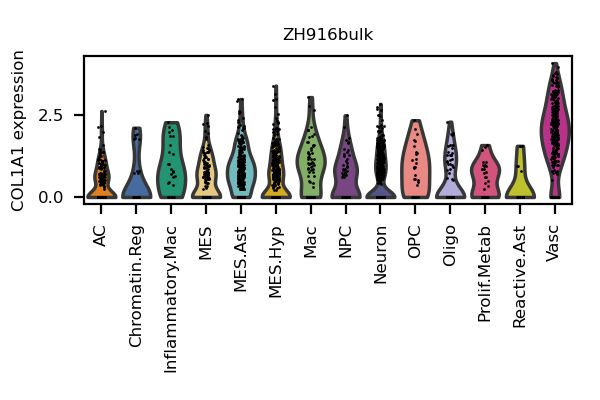 ZH916bulk
COL1A1 expression
2.5
0.0
AC
Chromatin.Reg
Inflammatory.Mac
MES
MES.Ast
MES.Hyp
Mac
NPC
Neuron
OPC
Oligo
Prolif.Metab
Reactive.Ast
Vasc